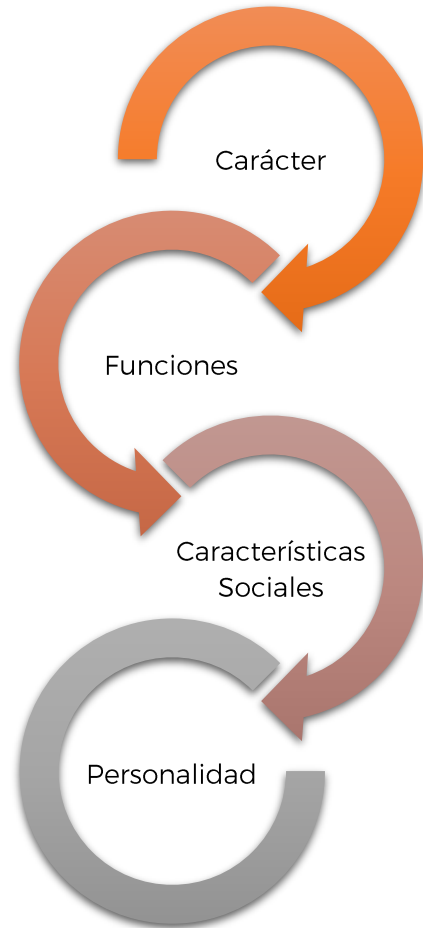 Carácter
Funciones
Características
Sociales
Personalidad